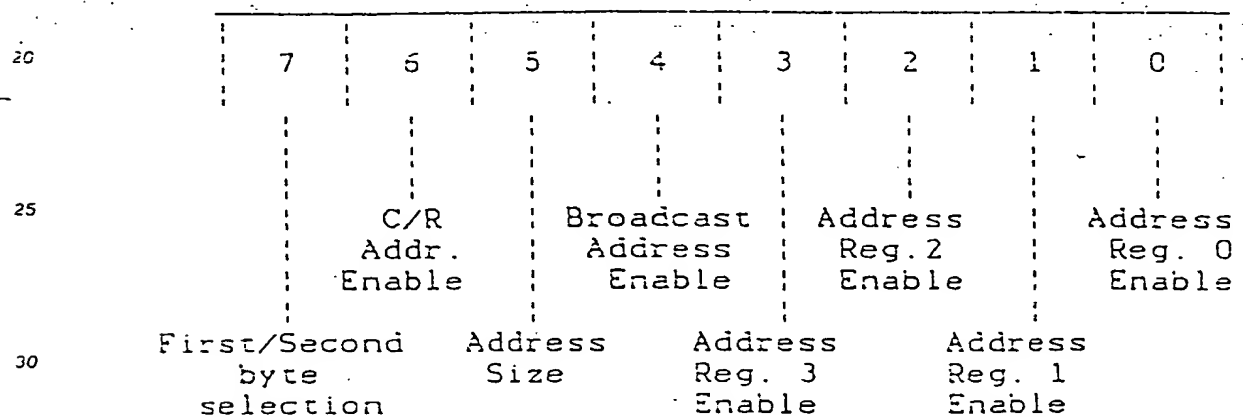 20 7 6 5 4 3 2 1 0
25 C/R Broadcast Address Address
Addr. Address Reg.2 Reg. 0
Enable Enable Enable Enable
First/Second Address Address Address
30 byte Size Reg. 3 Reg. 1
selection Enable Enable